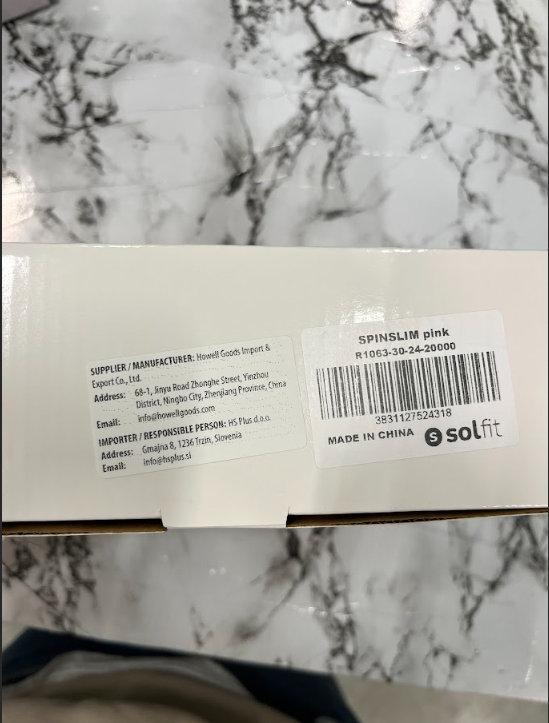 SUPPLIER / MANUFACTURER: Howell Goods Import &
Export Co., Ltd.
Address: 68-1, Jinyu Road Zhonghe Street, Yinzhou
District, Ningbo City, Zhenjiang Province, China
Email: info@howellgoods.com
IMPORTER / RESPONSIBLE PERSON: HS Plus d.o.o.
Address: Gmajna 8, 1236 Trzin, Slovenia
Email: info@hsplus.si
SPINSLIM pink
R1063-30-24-20000
3831127524318
MADE IN CHINA S solfit